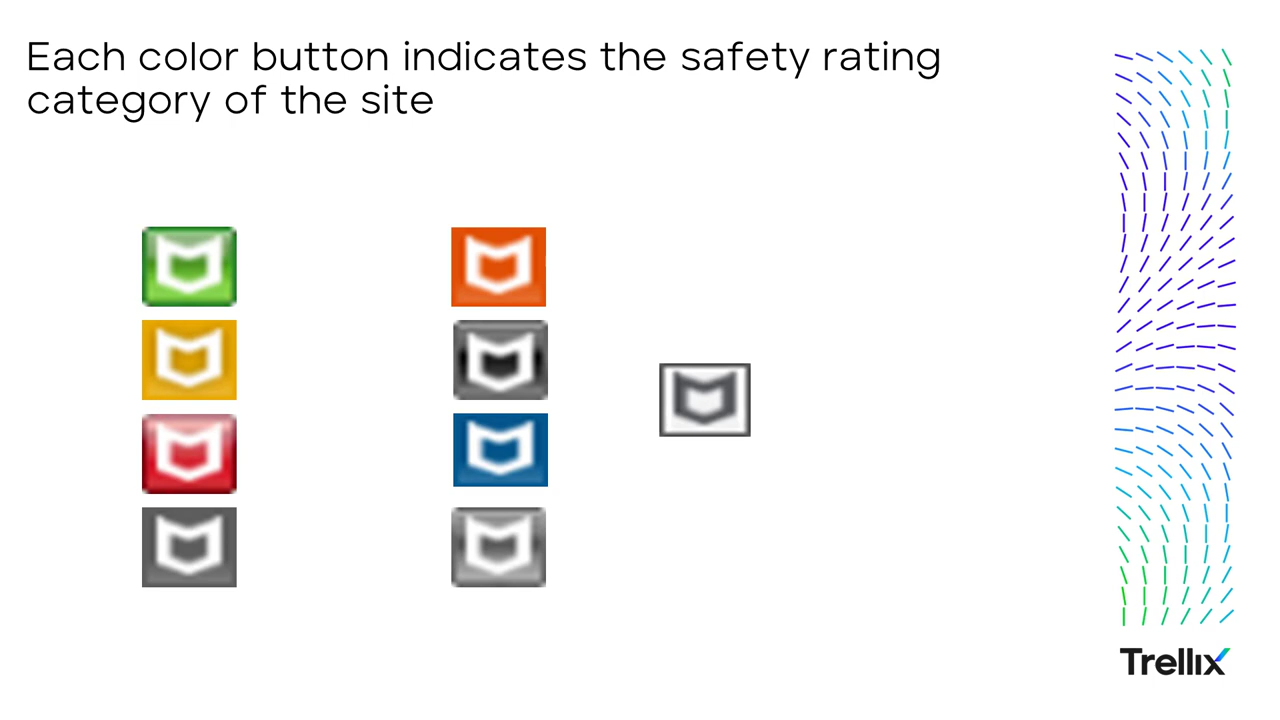 Each color button indicates the safety rating
category of the site
Trellix